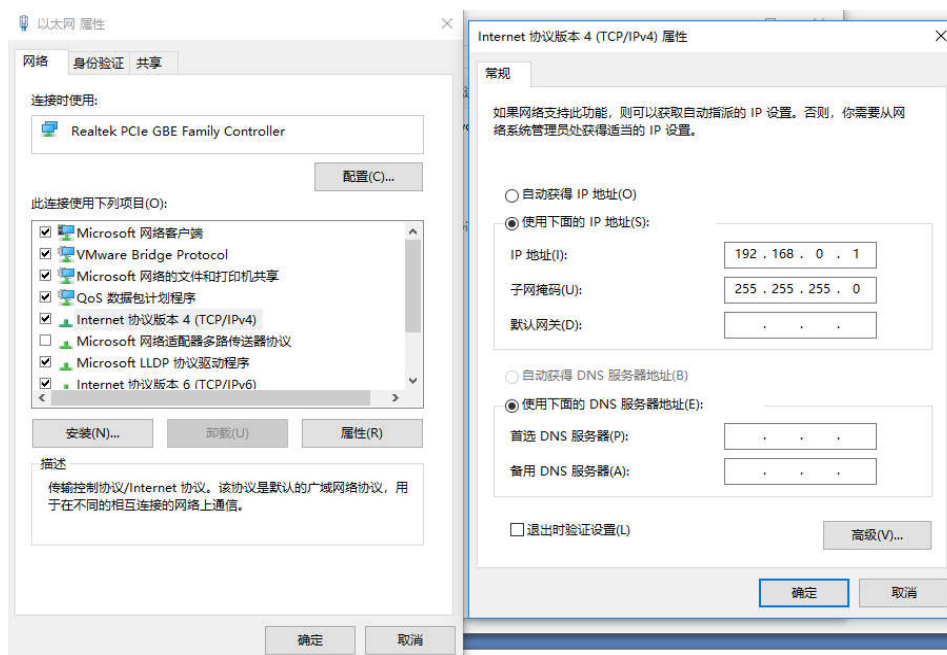 以太网 属性
网络
身份验证
共享
连接时使用:
Realtek PCIe GBE Family Controller
配置(C)...
此连接使用下列项目(O):
Microsoft 网络客户端
VMware Bridge Protocol
Microsoft 网络的文件和打印机共享
QoS 数据包计划程序
Internet 协议版本 4 (TCP/IPv4)
Microsoft 网络适配器多路传送器协议
Microsoft LLDP 协议驱动程序
Internet 协议版本 6 (TCP/IPv6)
安装(N)...
卸载(U)
属性(R)
描述
传输控制协议/Internet 协议。该协议是默认的广域网络协议，用
于在不同的相互连接的网络上通信。
确定
取消
Internet 协议版本 4 (TCP/IPv4) 属性
常规
如果网络支持此功能，则可以获取自动指派的 IP 设置。否则，你需要从网
络系统管理员处获得适当的 IP 设置。
自动获得 IP 地址(O)
使用下面的 IP 地址(S):
IP 地址(I):
192 . 168 . 0 . 1
子网掩码(U):
255 . 255 . 255 . 0
默认网关(D):
. . .
自动获得 DNS 服务器地址(B)
使用下面的 DNS 服务器地址(E):
首选 DNS 服务器(P):
. . .
备用 DNS 服务器(A):
. . .
退出时验证设置(L)
高级(V)...
确定
取消